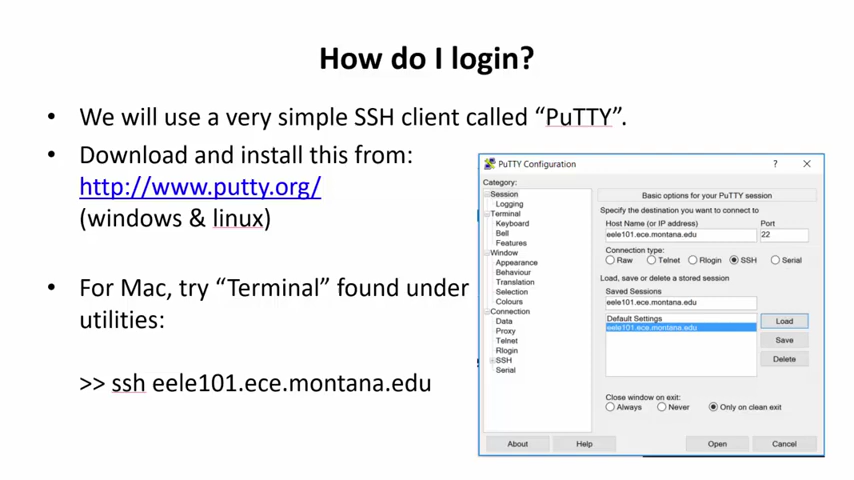 How do I login?
• We will use a very simple SSH client called “PuTTY”.
• Download and install this from:
http://www.putty.org/
(windows & linux)
• For Mac, try “Terminal” found under
utilities:
>> ssh eele101.ece.montana.edu
PuTTY Configuration
? ×
Category:
Session
Logging
Terminal
Keyboard
Bell
Features
Window
Appearance
Behaviour
Translation
Selection
Colours
Connection
Data
Proxy
Telnet
Rlogin
SSH
Serial
Basic options for your PuTTY session
Specify the destination you want to connect to
Host Name (or IP address) Port
eele101.ece.montana.edu 22
Connection type:
Raw Telnet Rlogin SSH Serial
Load, save or delete a stored session
Saved Sessions
eele101.ece.montana.edu
Default Settings
eele101.ece.montana.edu
Load
Save
Delete
Close window on exit:
Always Never Only on clean exit
About Help Open Cancel